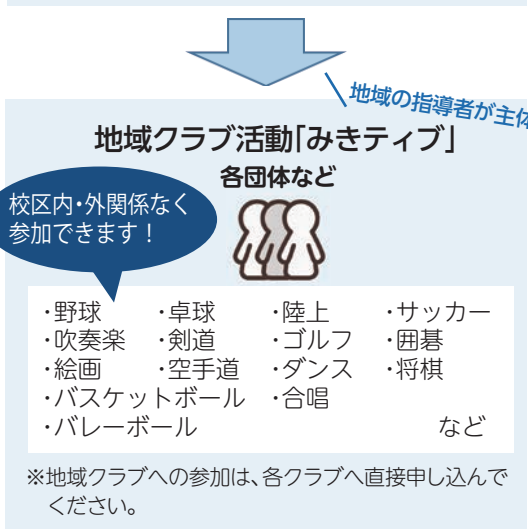 地域の指導者が主体
地域クラブ活動「みきティブ」
各団体など
校区内・外関係なく
参加できます！
・野球 ・卓球 ・陸上 ・サッカー
・吹奏楽 ・剣道 ・ゴルフ ・囲碁
・絵画 ・空手道 ・ダンス ・将棋
・バスケットボール ・合唱
・バレーボール など
※地域クラブへの参加は、各クラブへ直接申し込んで
ください。